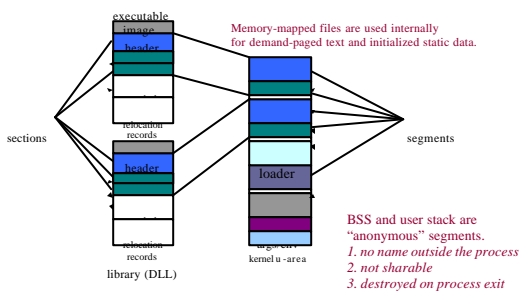 executable
image
header
relocation
records
sections
header
relocation
records
library (DLL)
Memory-mapped files are used internally
for demand-paged text and initialized static data.
loader
kernel u-area
segments
BSS and user stack are
“anonymous” segments.
1. no name outside the process
2. not sharable
3. destroyed on process exit